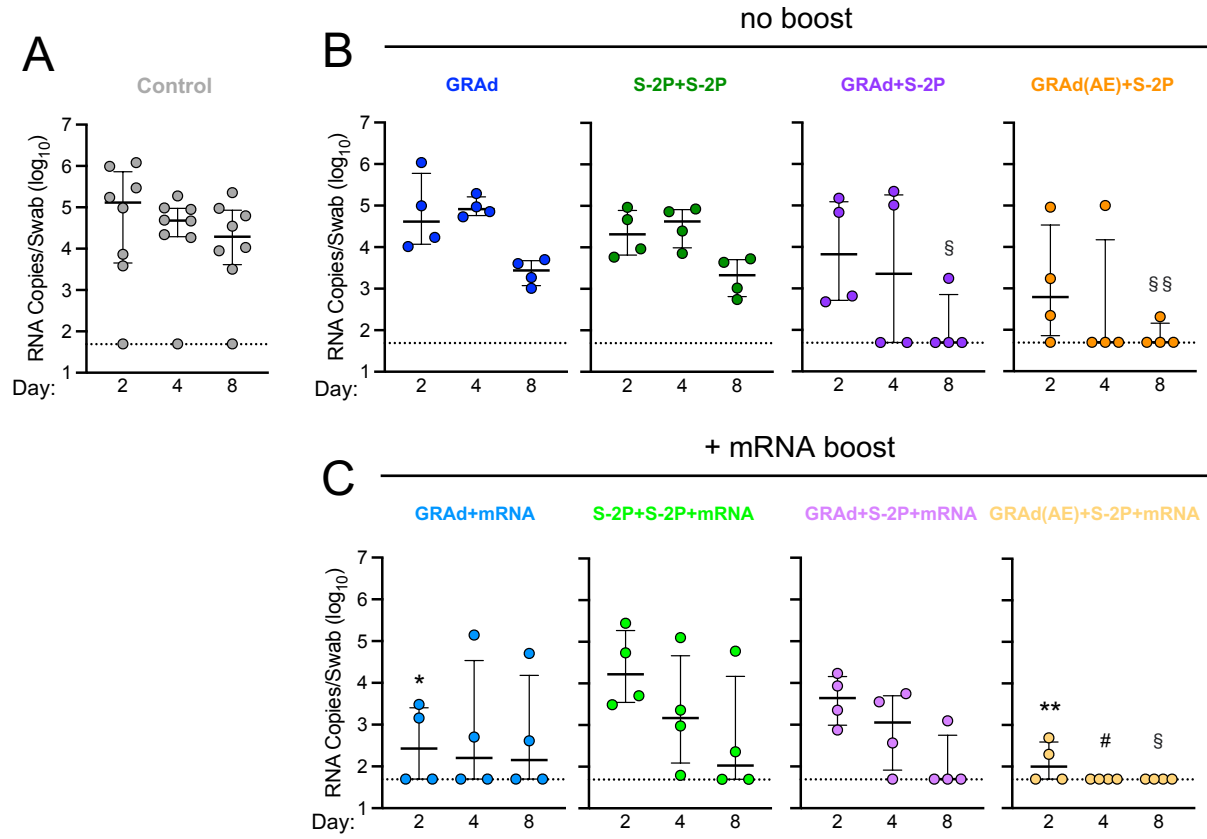 no boost
A
B
Control
GRAd
S-2P+S-2P
GRAd+S-2P
GRAd(AE)+S-2P
RNA Copies/Swab (log10)
7
6
5
4
3
2
1
Day:
2 4 8
RNA Copies/Swab (log10)
7
6
5
4
3
2
1
§
§§
Day:
2 4 8
2 4 8
2 4 8
2 4 8
+ mRNA boost
C
GRAd+mRNA
S-2P+S-2P+mRNA
GRAd+S-2P+mRNA
GRAd(AE)+S-2P+mRNA
RNA Copies/Swab (log10)
7
6
5
4
3
2
1
*
**
#
§
Day:
2 4 8
2 4 8
2 4 8
2 4 8